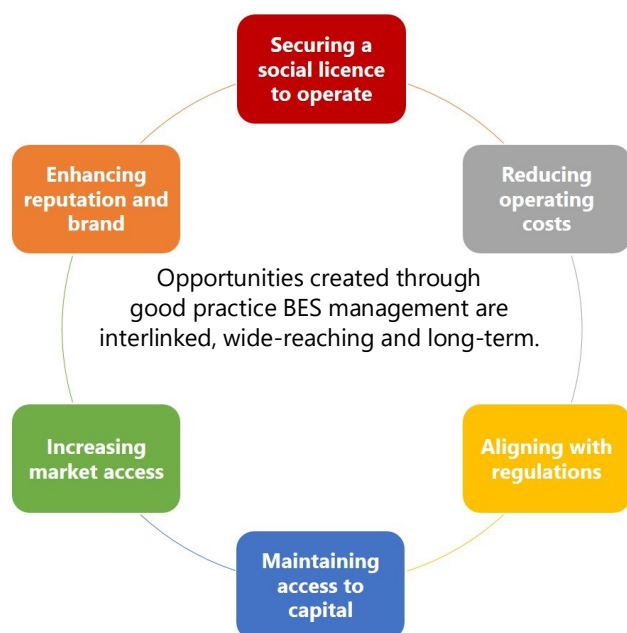 Securing a
social licence
to operate
Enhancing
reputation and
brand
Reducing
operating
costs
Opportunities created through
good practice BES management are
interlinked, wide-reaching and long-term.
Increasing
market access
Aligning with
regulations
Maintaining
access to
capital